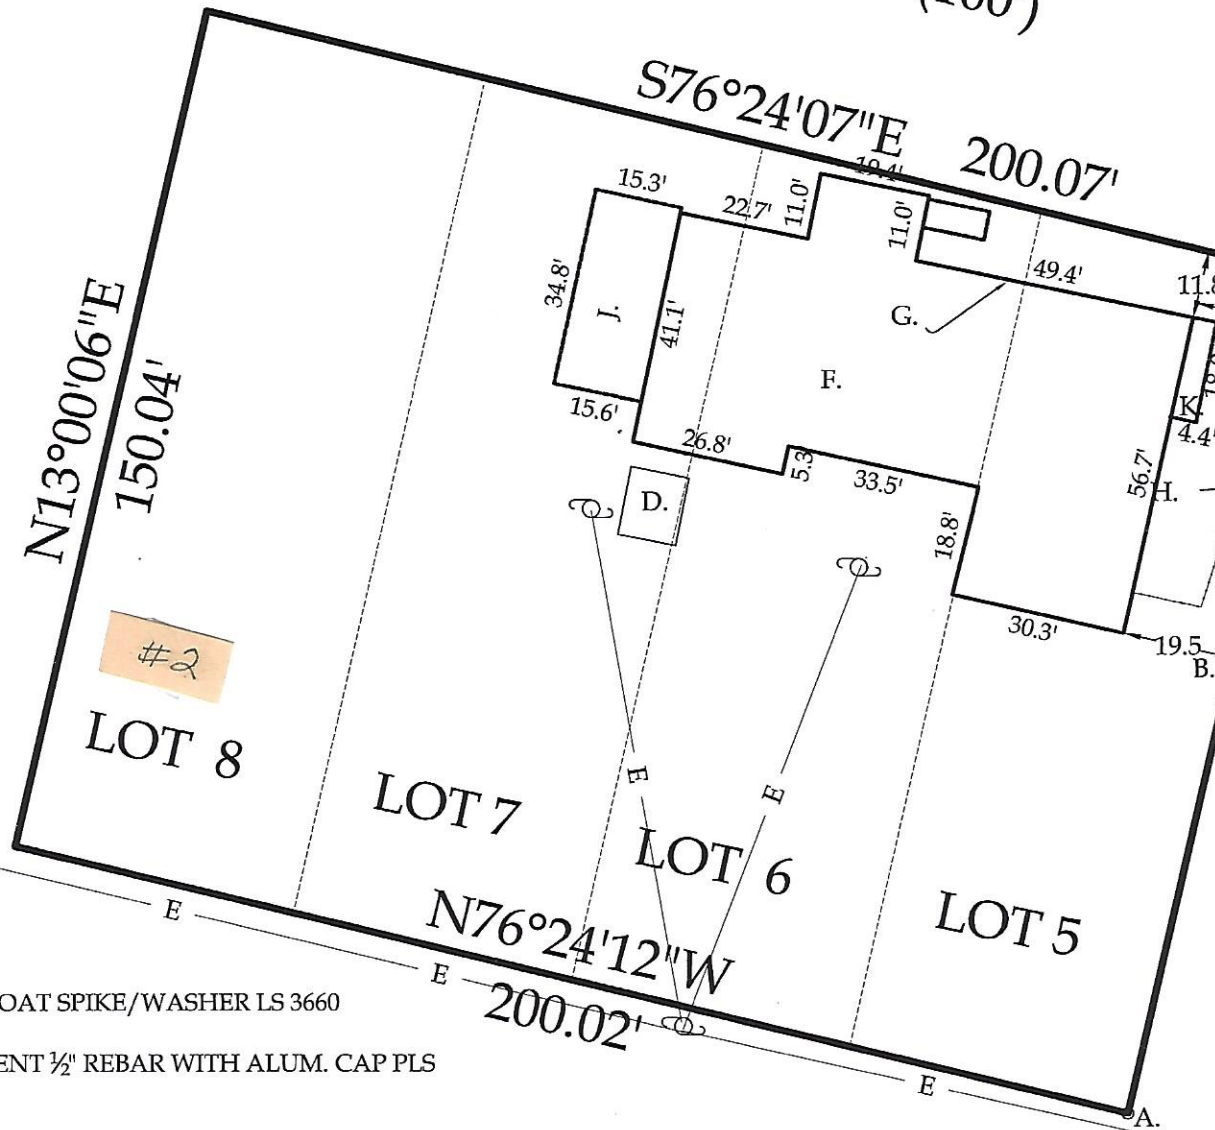 S76°24'07"E 200.07'
19.4'
15.3'
22.7'
11.0'
11.0'
49.4'
34.8'
J.
41.1'
G.
F.
N13°00'06"E
150.04'
K.
4.4'
15.6'
26.8'
5.3'
33.5'
56.7'
H.
D.
18.8'
30.3'
19.5
B.
#2
LOT 8
E
E
LOT 7
LOT 6
LOT 5
N76°24'12"W
200.02'
E
E
E
A.
OAT SPIKE/WASHER LS 3660
ENT ½" REBAR WITH ALUM. CAP PLS